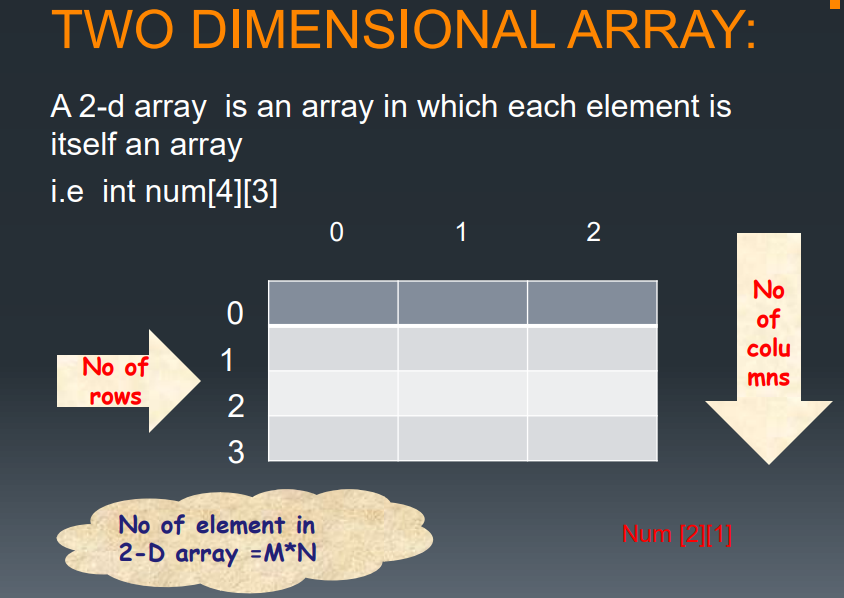 TWO DIMENSIONAL ARRAY:
A 2-d array is an array in which each element is
itself an array
i.e int num[4][3]
0 1 2
0
1
2
3
No of
rows
No
of
colu
mns
No of element in
2-D array =M*N
Num [2][1]